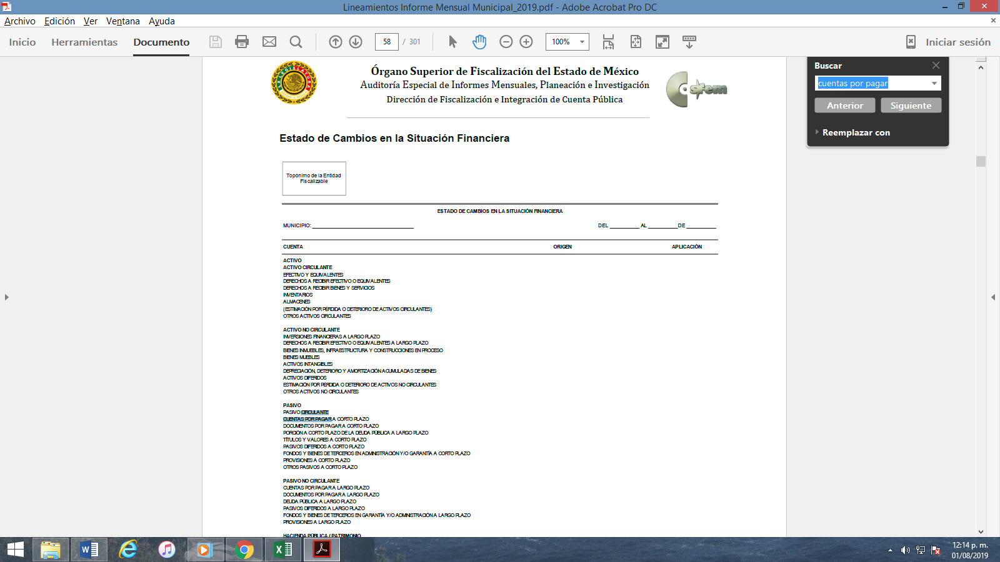 Lineamientos Informe Mensual Municipal_2019.pdf - Adobe Acrobat Pro DC
Archivo Edición Ver Ventana Ayuda
Inicio Herramientas Documento 58 / 301 100% Iniciar sesión
Buscar
cuentas por pagar
Anterior Siguiente
Reemplazar con
LX LEGISLATURA
Órgano Superior de Fiscalización del Estado de México
Auditoría Especial de Informes Mensuales, Planeación e Investigación
Dirección de Fiscalización e Integración de Cuenta Pública
Estado de Cambios en la Situación Financiera
Topónimo de la Entidad
Fiscalizable
ESTADO DE CAMBIOS EN LA SITUACIÓN FINANCIERA
MUNICIPIO: DEL AL DE
CUENTA ORIGEN APLICACIÓN
ACTIVO
ACTIVO CIRCULANTE
EFECTIVO Y EQUIVALENTES
DERECHOS A RECIBIR EFECTIVO O EQUIVALENTES
DERECHOS A RECIBIR BIENES Y SERVICIOS
INVENTARIOS
ALMACENES
(ESTIMACIÓN POR PÉRDIDA O DETERIORO DE ACTIVOS CIRCULANTES)
OTROS ACTIVOS CIRCULANTES
ACTIVO NO CIRCULANTE
INVERSIONES FINANCIERAS A LARGO PLAZO
DERECHOS A RECIBIR EFECTIVO O EQUIVALENTES A LARGO PLAZO
BIENES INMUEBLES, INFRAESTRUCTURA Y CONSTRUCCIONES EN PROCESO
BIENES MUEBLES
ACTIVOS INTANGIBLES
DEPRECIACIÓN, DETERIORO Y AMORTIZACIÓN ACUMULADAS DE BIENES
ACTIVOS DIFERIDOS
ESTIMACIÓN POR PÉRDIDA O DETERIORO DE ACTIVOS NO CIRCULANTES
OTROS ACTIVOS NO CIRCULANTES
PASIVO
PASIVO CIRCULANTE
CUENTAS POR PAGAR A CORTO PLAZO
DOCUMENTOS POR PAGAR A CORTO PLAZO
PORCIÓN A CORTO PLAZO DE LA DEUDA PÚBLICA A LARGO PLAZO
TÍTULOS Y VALORES A CORTO PLAZO
PASIVOS DIFERIDOS A CORTO PLAZO
FONDOS Y BIENES DE TERCEROS EN ADMINISTRACIÓN Y/O GARANTÍA A CORTO PLAZO
PROVISIONES A CORTO PLAZO
OTROS PASIVOS A CORTO PLAZO
PASIVO NO CIRCULANTE
CUENTAS POR PAGAR A LARGO PLAZO
DOCUMENTOS POR PAGAR A LARGO PLAZO
DEUDA PÚBLICA A LARGO PLAZO
PASIVOS DIFERIDOS A LARGO PLAZO
FONDOS Y BIENES DE TERCEROS EN GARANTÍA Y/O ADMINISTRACIÓN A LARGO PLAZO
PROVISIONES A LARGO PLAZO
HACIENDA PÚBLICA / PATRIMONIO
12:14 p. m.
01/08/2019